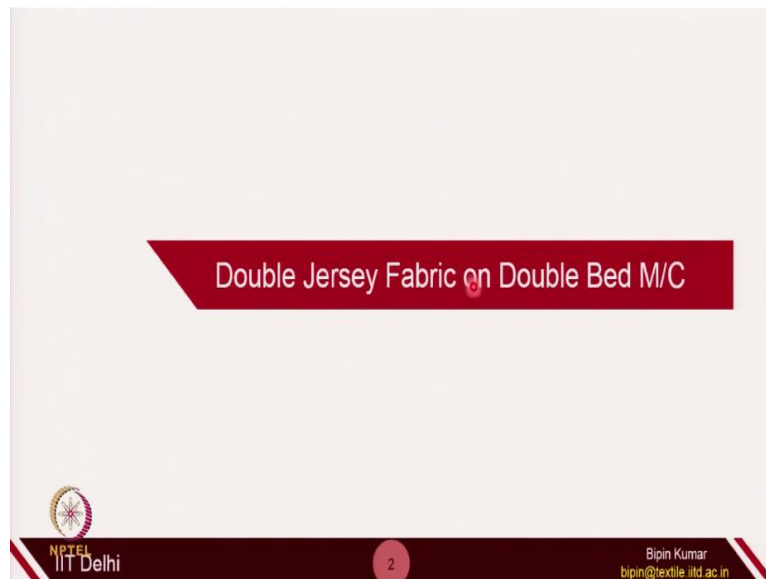 Double Jersey Fabric on Double Bed M/C
NPTEL
IIT Delhi
2
Bipin Kumar
bipin@textile.iitd.ac.in